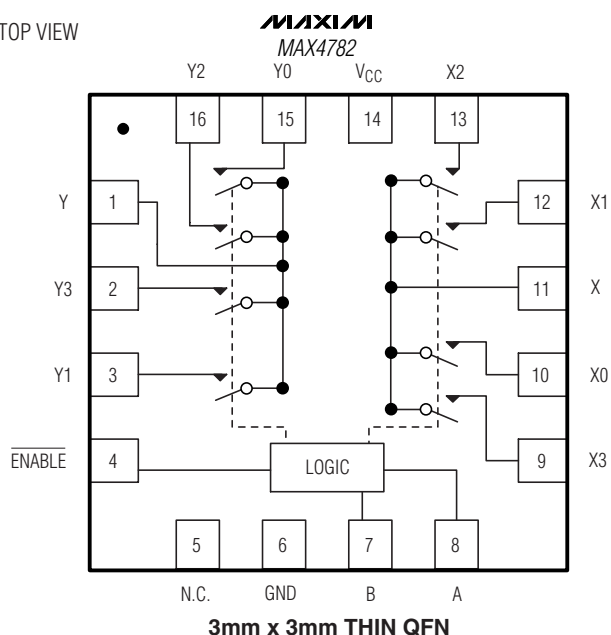 TOP VIEW
MAXIM
MAX4782
Y2 Y0 VCC X2
16 15 14 13
Y 1 12 X1
Y3 2 11 X
Y1 3 10 X0
ENABLE 4 LOGIC 9 X3
5 6 7 8
N.C. GND B A
3mm x 3mm THIN QFN